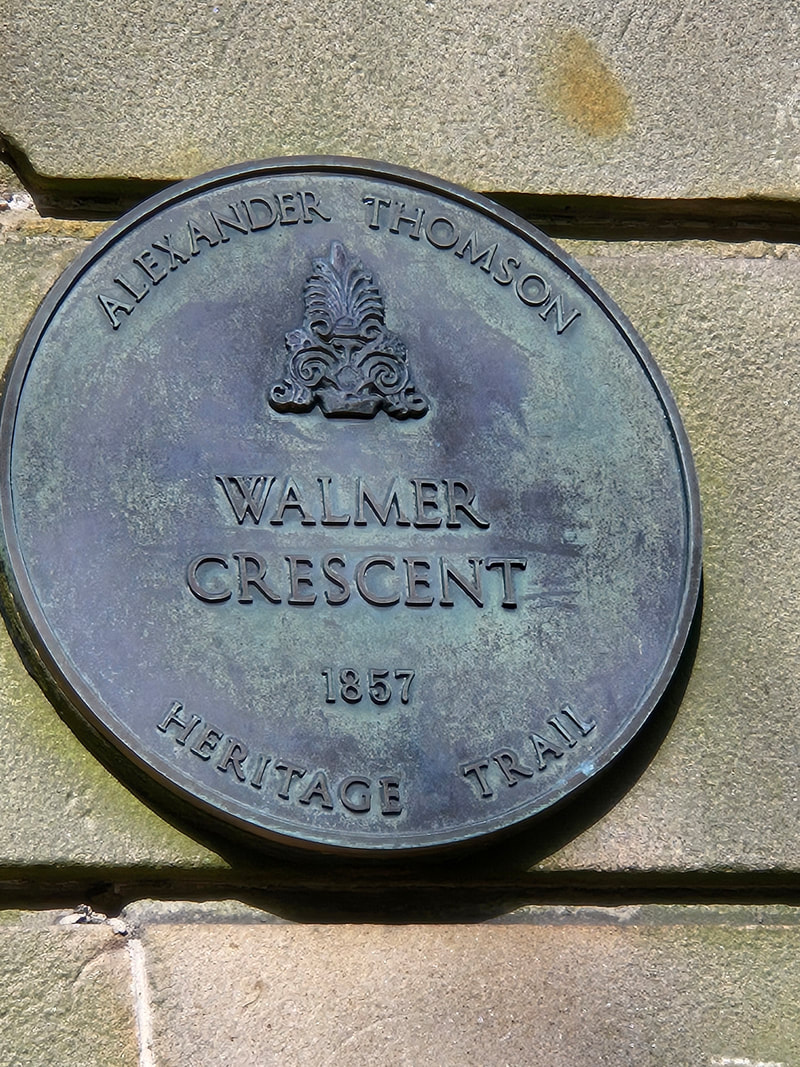 ALEXANDER THOMSON
WALMER
CRESCENT
1857
HERITAGE TRAIL